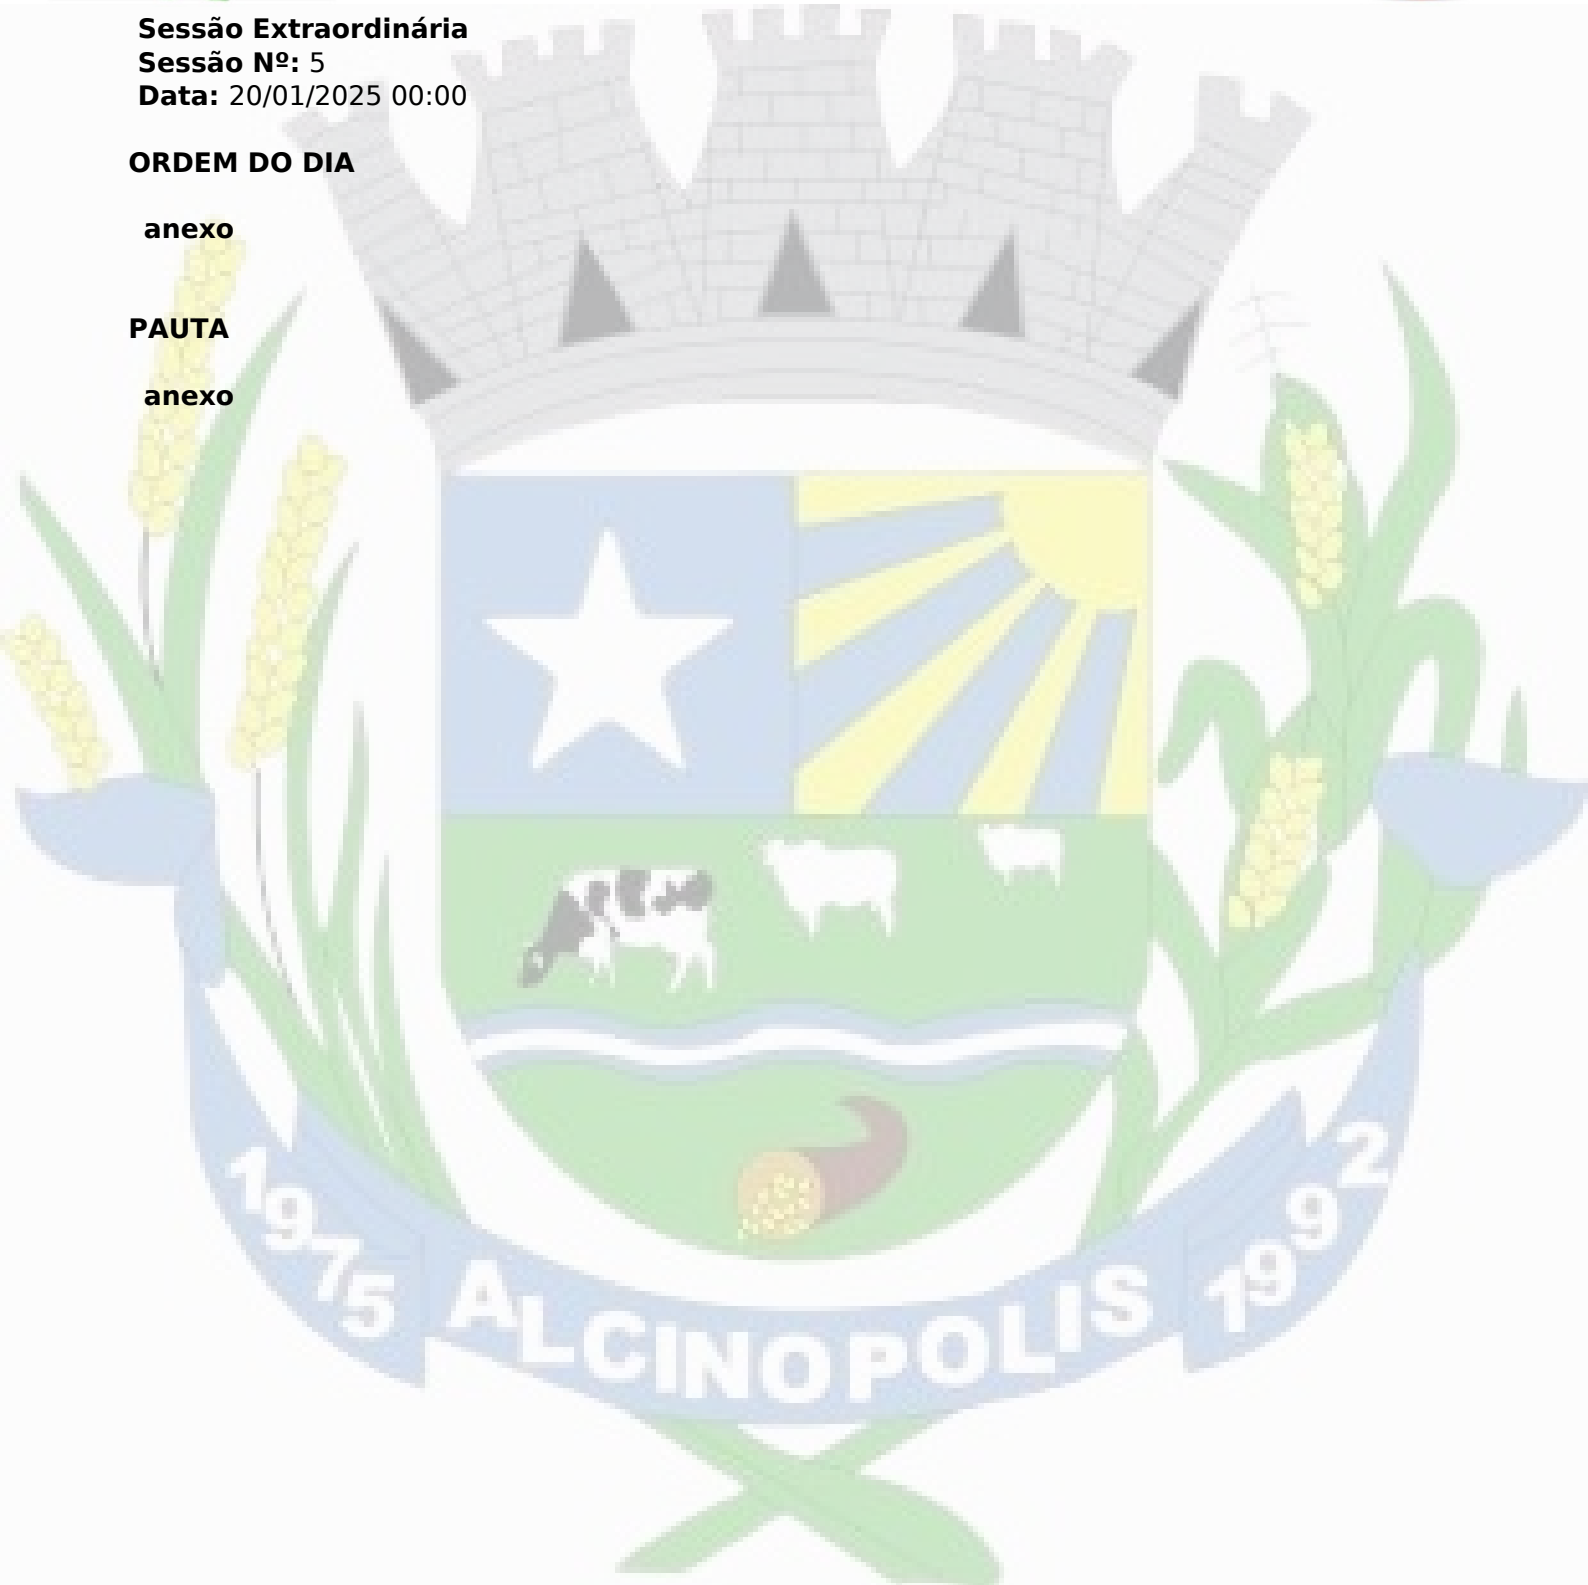 Sessão Extraordinária
Sessão Nº: 5
Data: 20/01/2025 00:00
ORDEM DO DIA
anexo
PAUTA
anexo
1975 ALCINOPOLIS 1992